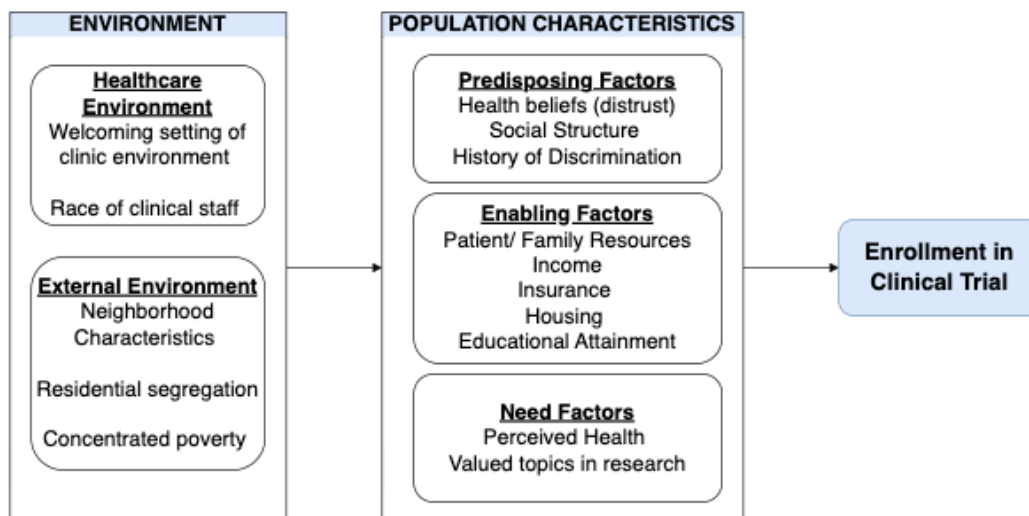 ENVIRONMENT
Healthcare
Environment
Welcoming setting of
clinic environment
Race of clinical staff
External Environment
Neighborhood
Characteristics
Residential segregation
Concentrated poverty
POPULATION CHARACTERISTICS
Predisposing Factors
Health beliefs (distrust)
Social Structure
History of Discrimination
Enabling Factors
Patient/ Family Resources
Income
Insurance
Housing
Educational Attainment
Need Factors
Perceived Health
Valued topics in research
Enrollment in
Clinical Trial